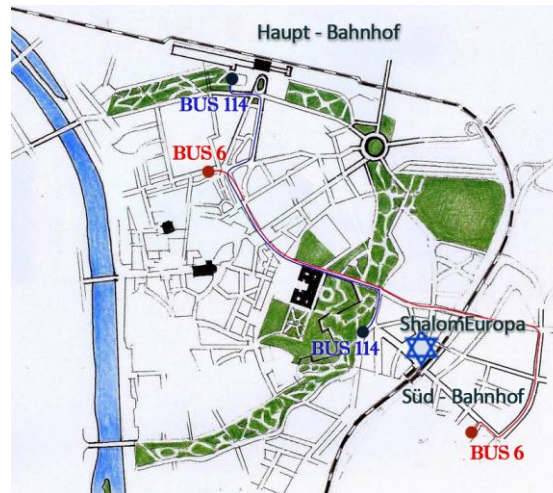 Haupt - Bahnhof
BUS 114
BUS 6
ShalomEuropa
BUS 114
Süd - Bahnhof
BUS 6